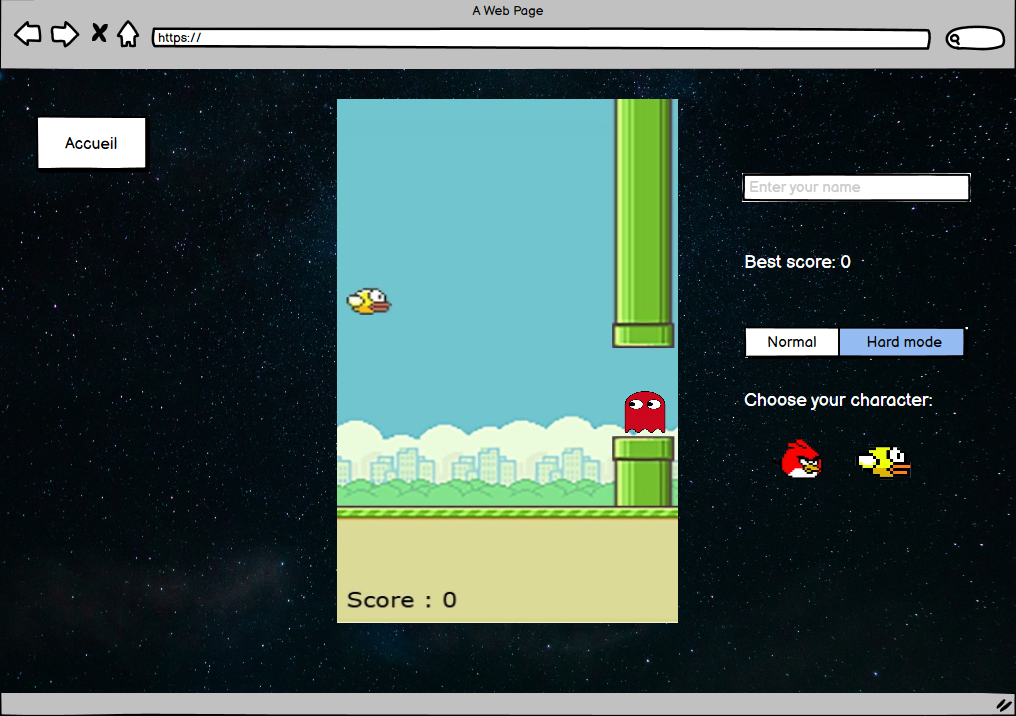 A Web Page
https://
Accueil
Enter your name
Best score: 0
Normal
Hard mode
Choose your character:
Score : 0